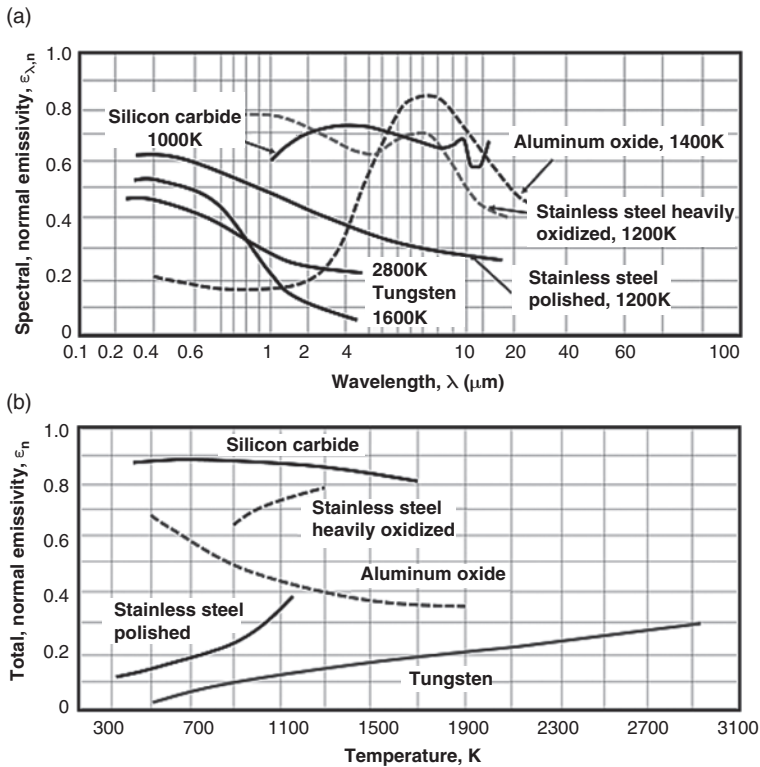 (a)
Spectral, normal emissivity, ελ,n
1.0
0.8
0.6
0.4
0.2
0
Silicon carbide
1000K
Aluminum oxide, 1400K
Stainless steel heavily
oxidized, 1200K
Stainless steel
polished, 1200K
2800K
Tungsten
1600K
0.1 0.2 0.4 0.6 1 2 4 10 20 40 60 100
Wavelength, λ (μm)
(b)
Total, normal emissivity, εn
1.0
0.8
0.6
0.4
0.2
0
Silicon carbide
Stainless steel
heavily oxidized
Aluminum oxide
Stainless steel
polished
Tungsten
300 700 1100 1500 1900 2300 2700 3100
Temperature, K